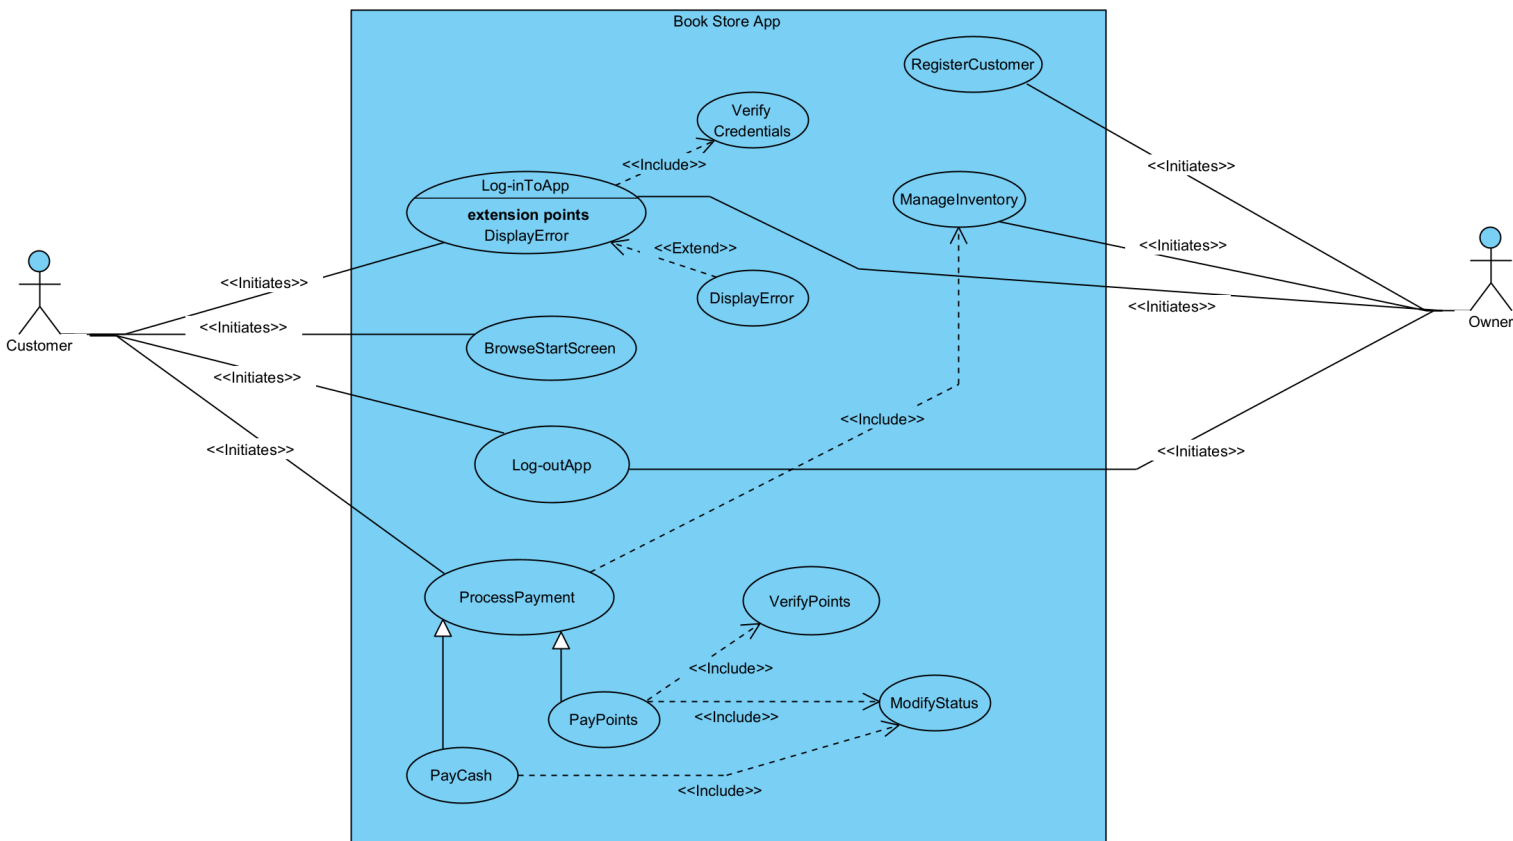 Book Store App
RegisterCustomer
Verify
Credentials
<<Initiates>>
<<Include>>
Log-inToApp
extension points
DisplayError
ManageInventory
<<Extend>>
<<Initiates>>
<<Initiates>>
DisplayError
<<Initiates>>
Customer
Owner
<<Initiates>>
BrowseStartScreen
<<Initiates>>
<<Include>>
<<Initiates>>
<<Initiates>>
Log-outApp
ProcessPayment
VerifyPoints
<<Include>>
PayPoints
<<Include>>
ModifyStatus
PayCash
<<Include>>